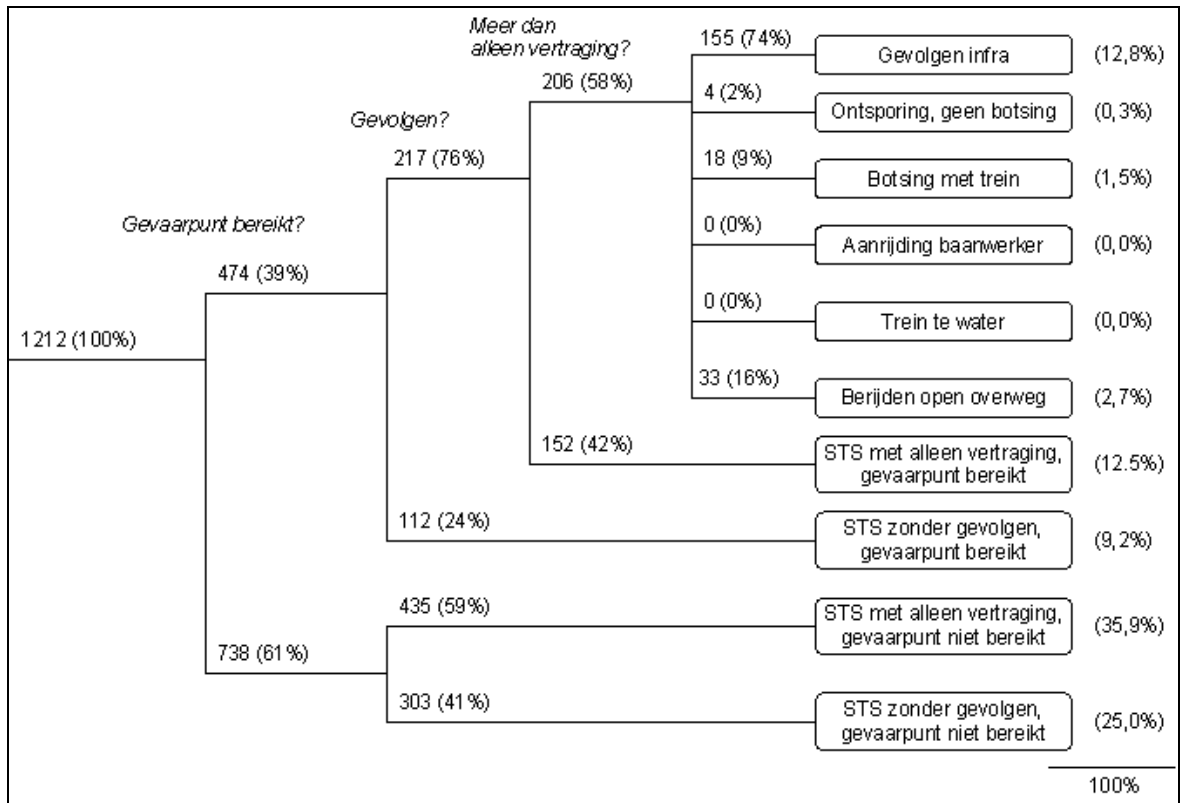 Meer dan
alleen vertraging?
155 (74%)
Gevolgen infra
(12,8%)
206 (58%)
4 (2%)
Ontsporing, geen botsing
(0,3%)
Gevolgen?
217 (76%)
18 (9%)
Botsing met trein
(1,5%)
Gevaarpunt bereikt?
0 (0%)
Aanrijding baanwerker
(0,0%)
474 (39%)
0 (0%)
Trein te water
(0,0%)
1212 (100%)
33 (16%)
Berijden open overweg
(2,7%)
152 (42%)
STS met alleen vertraging,
gevaarpunt bereikt
(12.5%)
112 (24%)
STS zonder gevolgen,
gevaarpunt bereikt
(9,2%)
435 (59%)
STS met alleen vertraging,
gevaarpunt niet bereikt
(35,9%)
738 (61%)
303 (41%)
STS zonder gevolgen,
gevaarpunt niet bereikt
(25,0%)
100%